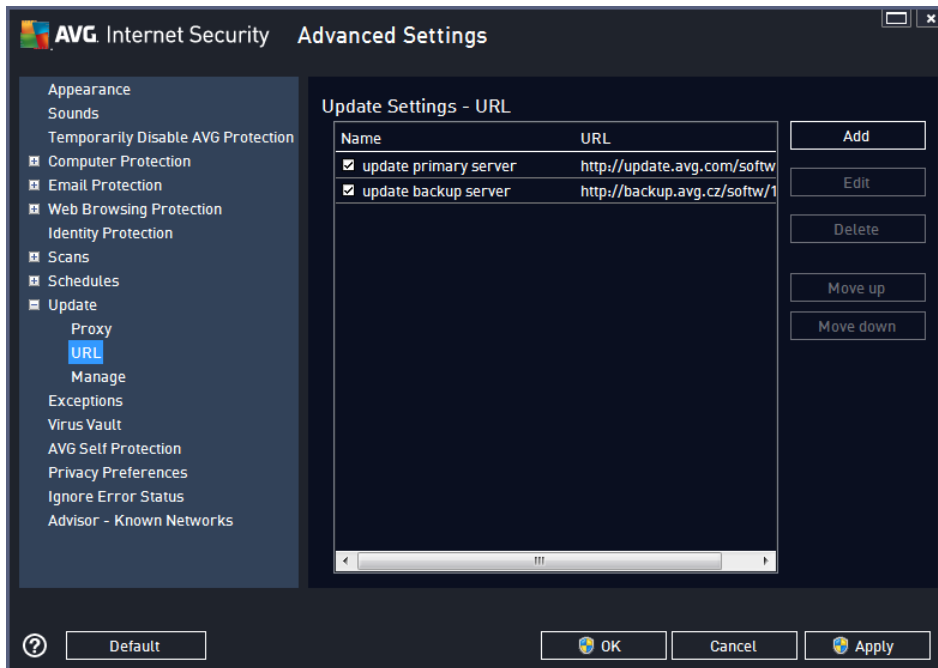 AVG. Internet Security Advanced Settings
Appearance
Sounds
Temporarily Disable AVG Protection
Computer Protection
Email Protection
Web Browsing Protection
Identity Protection
Scans
Schedules
Update
Proxy
URL
Manage
Exceptions
Virus Vault
AVG Self Protection
Privacy Preferences
Ignore Error Status
Advisor - Known Networks
Update Settings - URL
Name URL
update primary server http://update.avg.com/softw
update backup server http://backup.avg.cz/softw/1
Add
Edit
Delete
Move up
Move down
Default
OK
Cancel
Apply